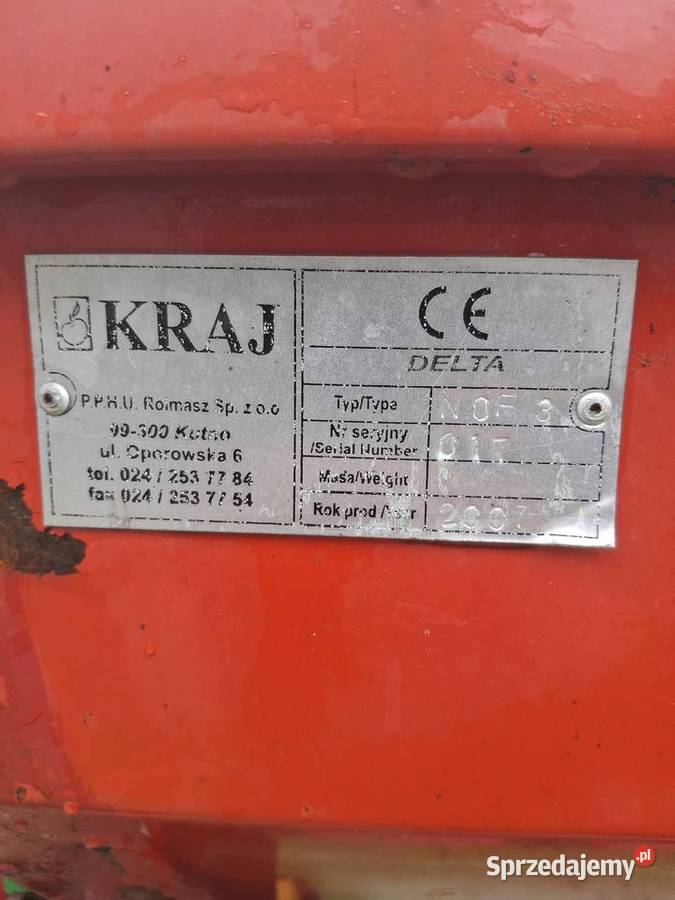 KRAJ
P.P.H.U. Rolmasz Sp. z o.o
99-300 Kutno
ul. Oporowska 6
tel. 024 / 253 77 84
fax 024 / 253 77 54
CE
DELTA
Typ/Type
Nr seryjny
/Serial Number
Masa/Weight
Rok prod./Year 2007
Sprzedajemy.pl